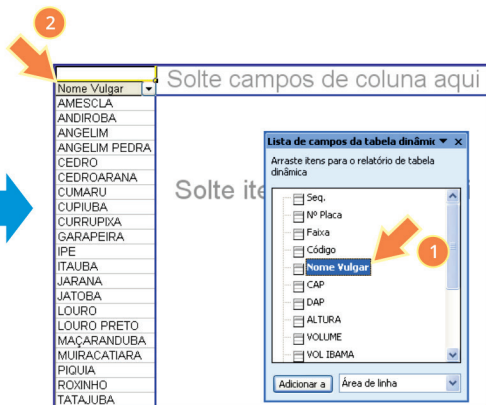 2
Solte campos de coluna aqui
Nome Vulgar
AMESCLA
ANDIROBA
ANGELIM
ANGELIM PEDRA
CEDRO
CEDROARANA
CUMARU
CUPIUBA
CURRUPIXA
GARAPEIRA
IPE
ITAUBA
JARANA
JATOBA
LOURO
LOURO PRETO
MAÇARANDUBA
MUIRACATIARA
PIQUIA
ROXINHO
TATAJUBA
Solte ite
Lista de campos da tabela dinâmic
Arraste itens para o relatório de tabela
dinâmica
Seq.
Nº Placa
Faixa
Código
Nome Vulgar
1
CAP
DAP
ALTURA
VOLUME
VOL IBAMA
Adicionar a
Área de linha